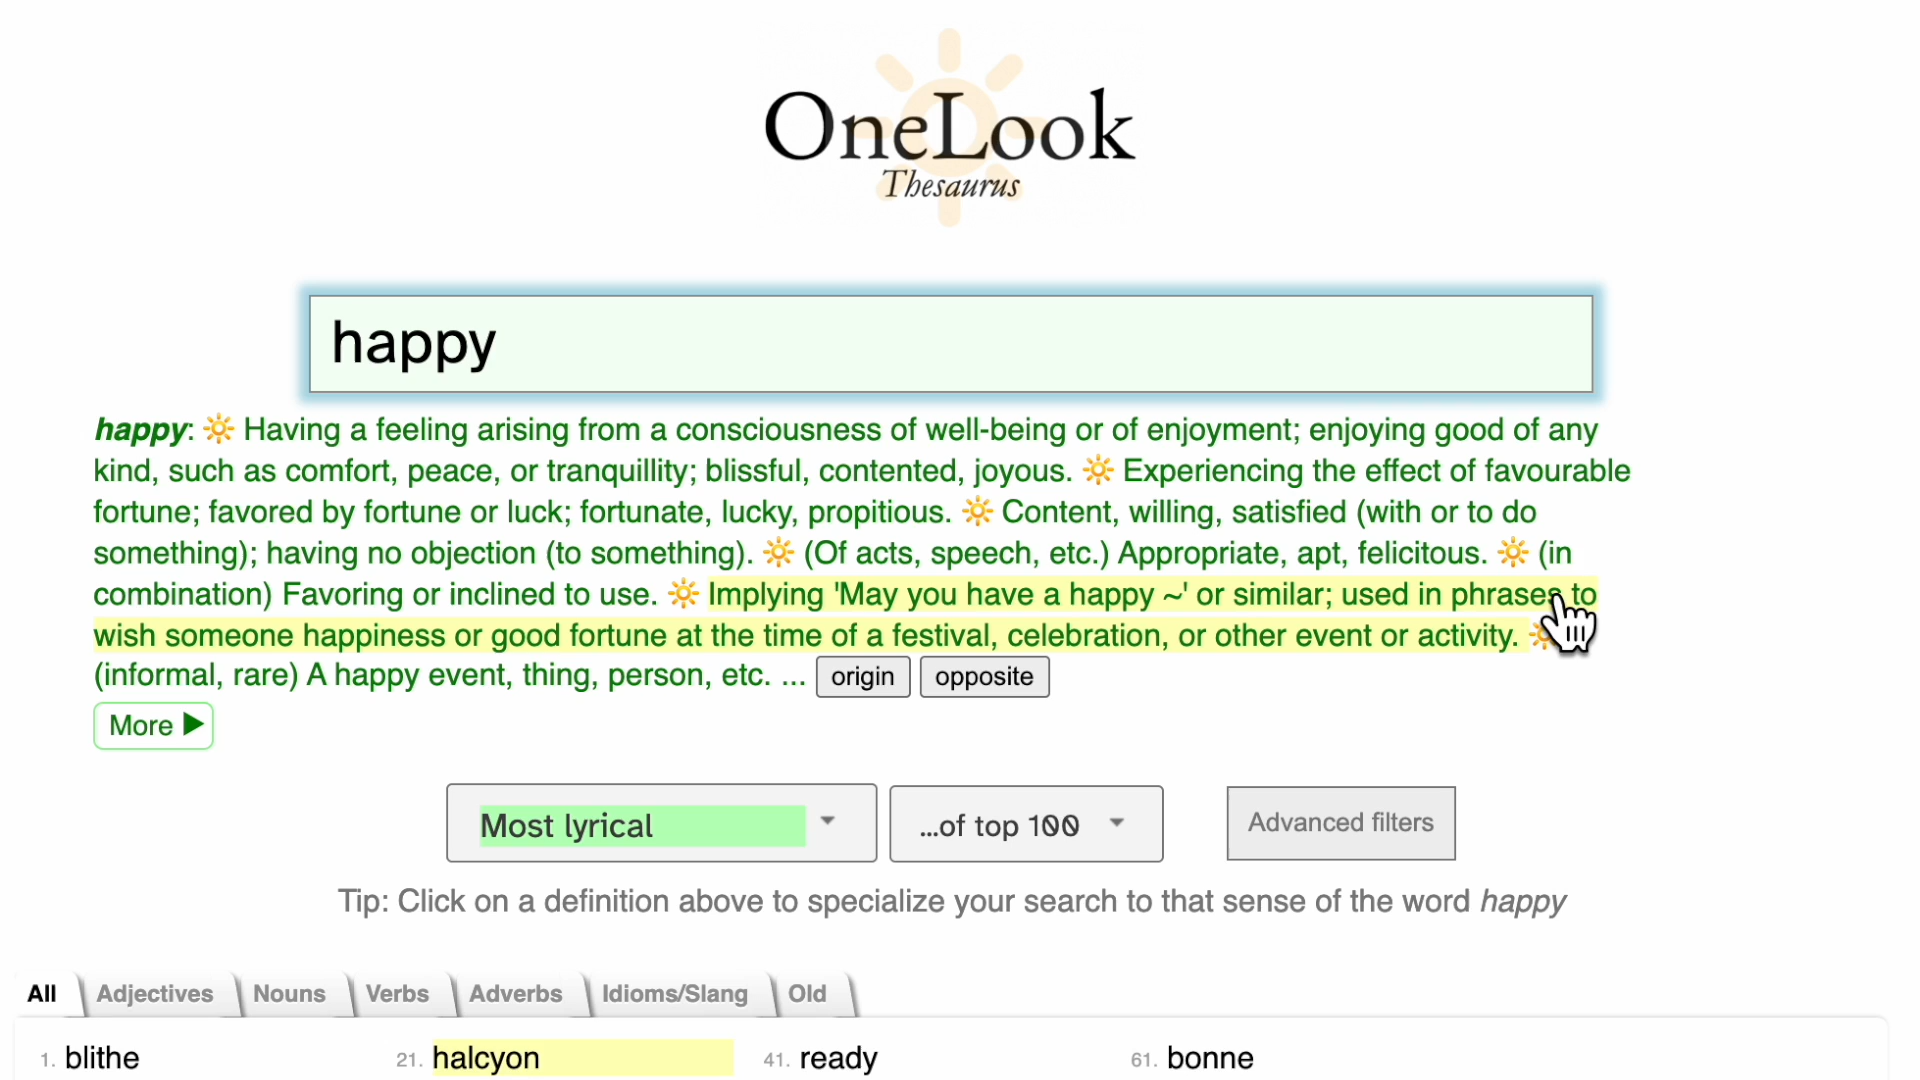 OneLook
Thesaurus
happy
happy: Having a feeling arising from a consciousness of well-being or of enjoyment; enjoying good of any
kind, such as comfort, peace, or tranquillity; blissful, contented, joyous. Experiencing the effect of favourable
fortune; favored by fortune or luck; fortunate, lucky, propitious. Content, willing, satisfied (with or to do
something); having no objection (to something). (Of acts, speech, etc.) Appropriate, apt, felicitous. (in
combination) Favoring or inclined to use. Implying 'May you have a happy ~' or similar; used in phrases to
wish someone happiness or good fortune at the time of a festival, celebration, or other event or activity.
(informal, rare) A happy event, thing, person, etc. ... origin opposite
More ▶
Most lyrical ...of top 100 Advanced filters
Tip: Click on a definition above to specialize your search to that sense of the word happy
All Adjectives Nouns Verbs Adverbs Idioms/Slang Old
1. blithe 21. halcyon 41. ready 61. bonne